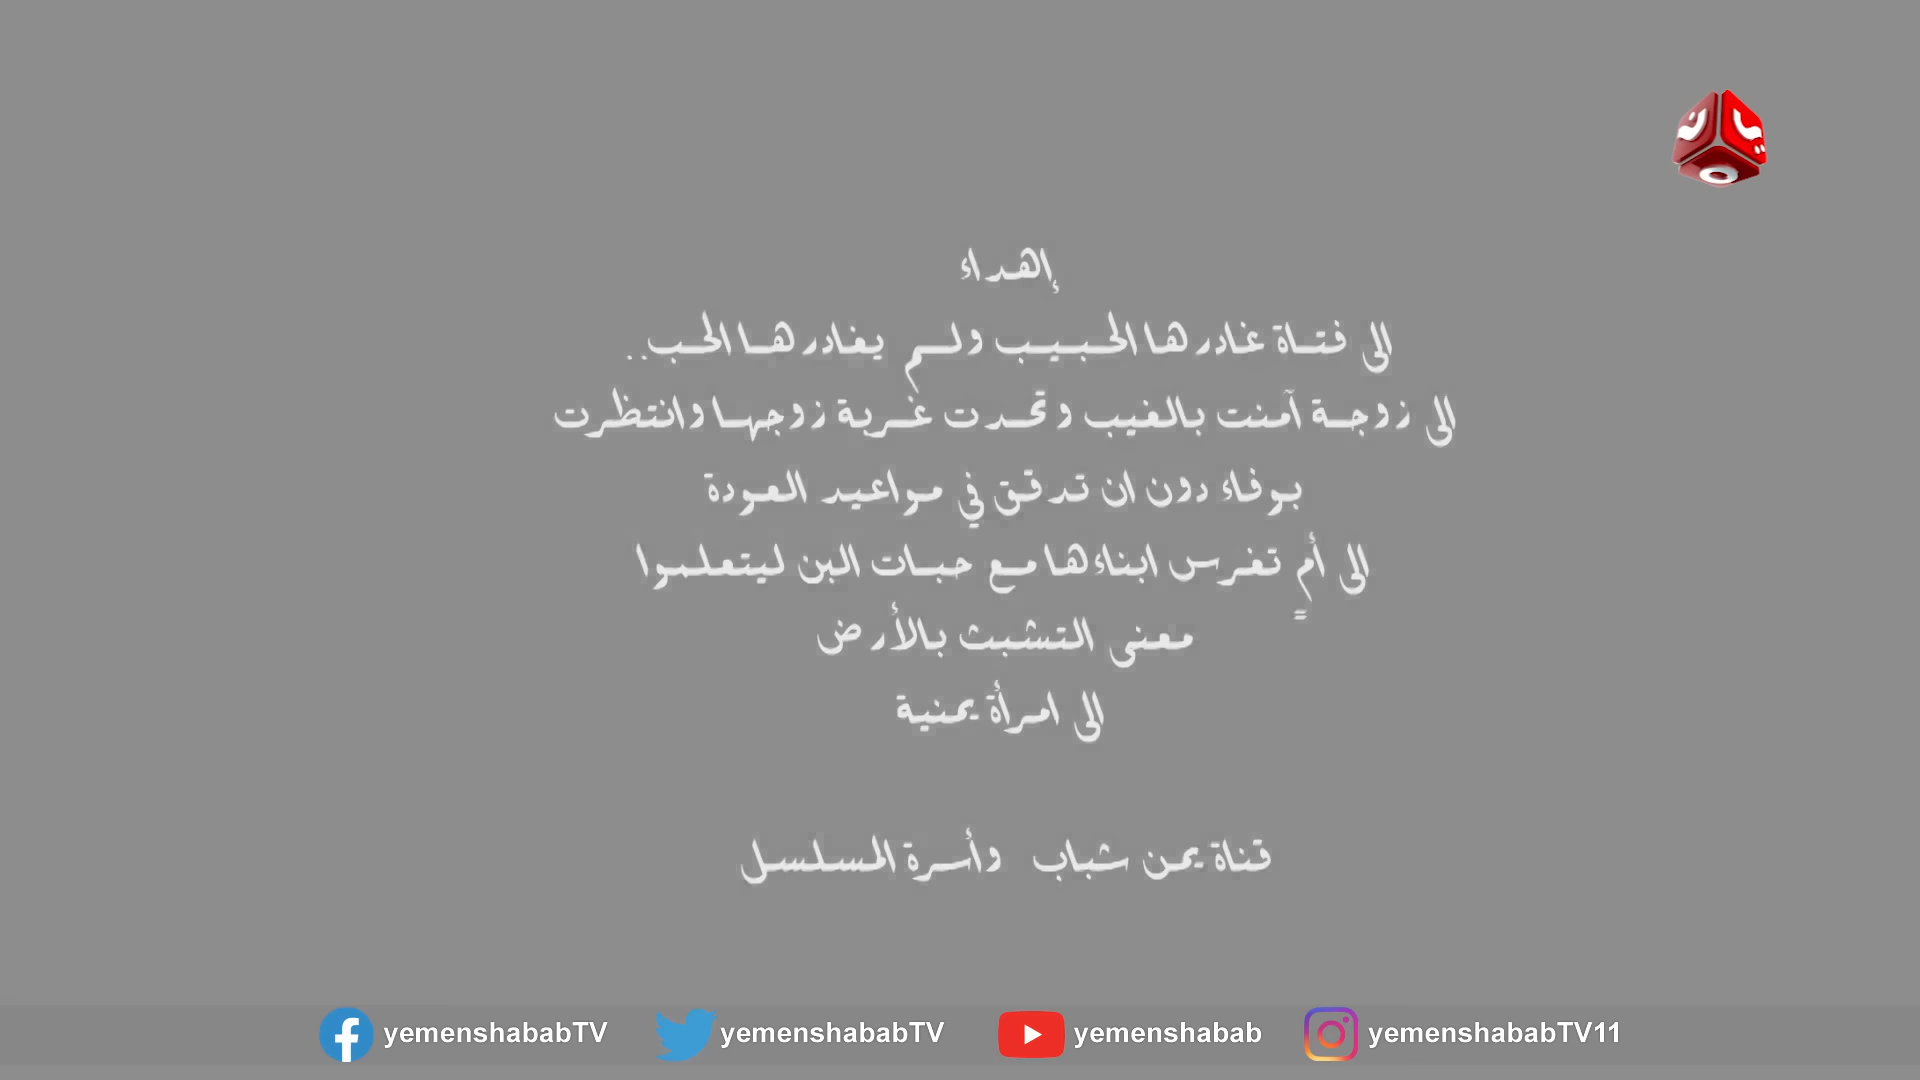 إهداء
الى فتاة غادرها الحبيب ولم يغادرها الحب..
الى زوجة آمنت بالغيب وتحدت غربة زوجها وانتظرت
بوفاء دون ان تدقق في مواعيد العودة
الى أمٍ تغرس ابناءها مع حبات البن ليتعلموا
معنى التشبث بالأرض
الى امرأة يمنية
قناة يمن شباب وأسرة المسلسل
yemenshababTV yemenshababTV yemenshabab yemenshababTV11